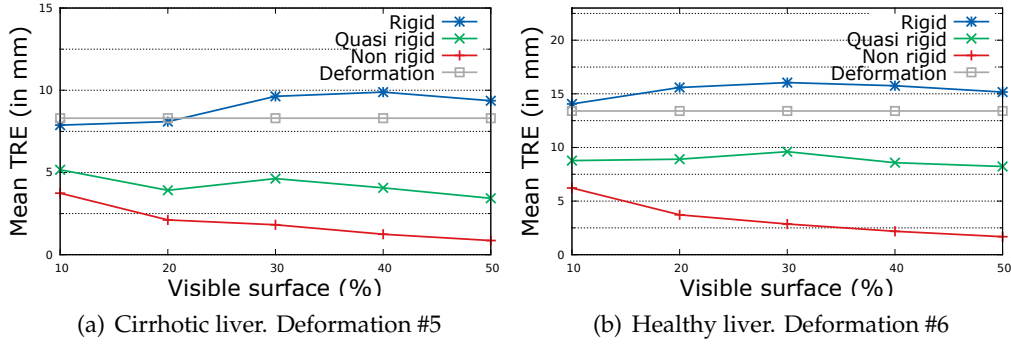 15
10
5
0
Mean TRE (in mm)
Rigid
Quasi rigid
Non rigid
Deformation
10 20 30 40 50
Visible surface (%)
(a) Cirrhotic liver. Deformation #5
20
15
10
5
0
Mean TRE (in mm)
Rigid
Quasi rigid
Non rigid
Deformation
10 20 30 40 50
Visible surface (%)
(b) Healthy liver. Deformation #6